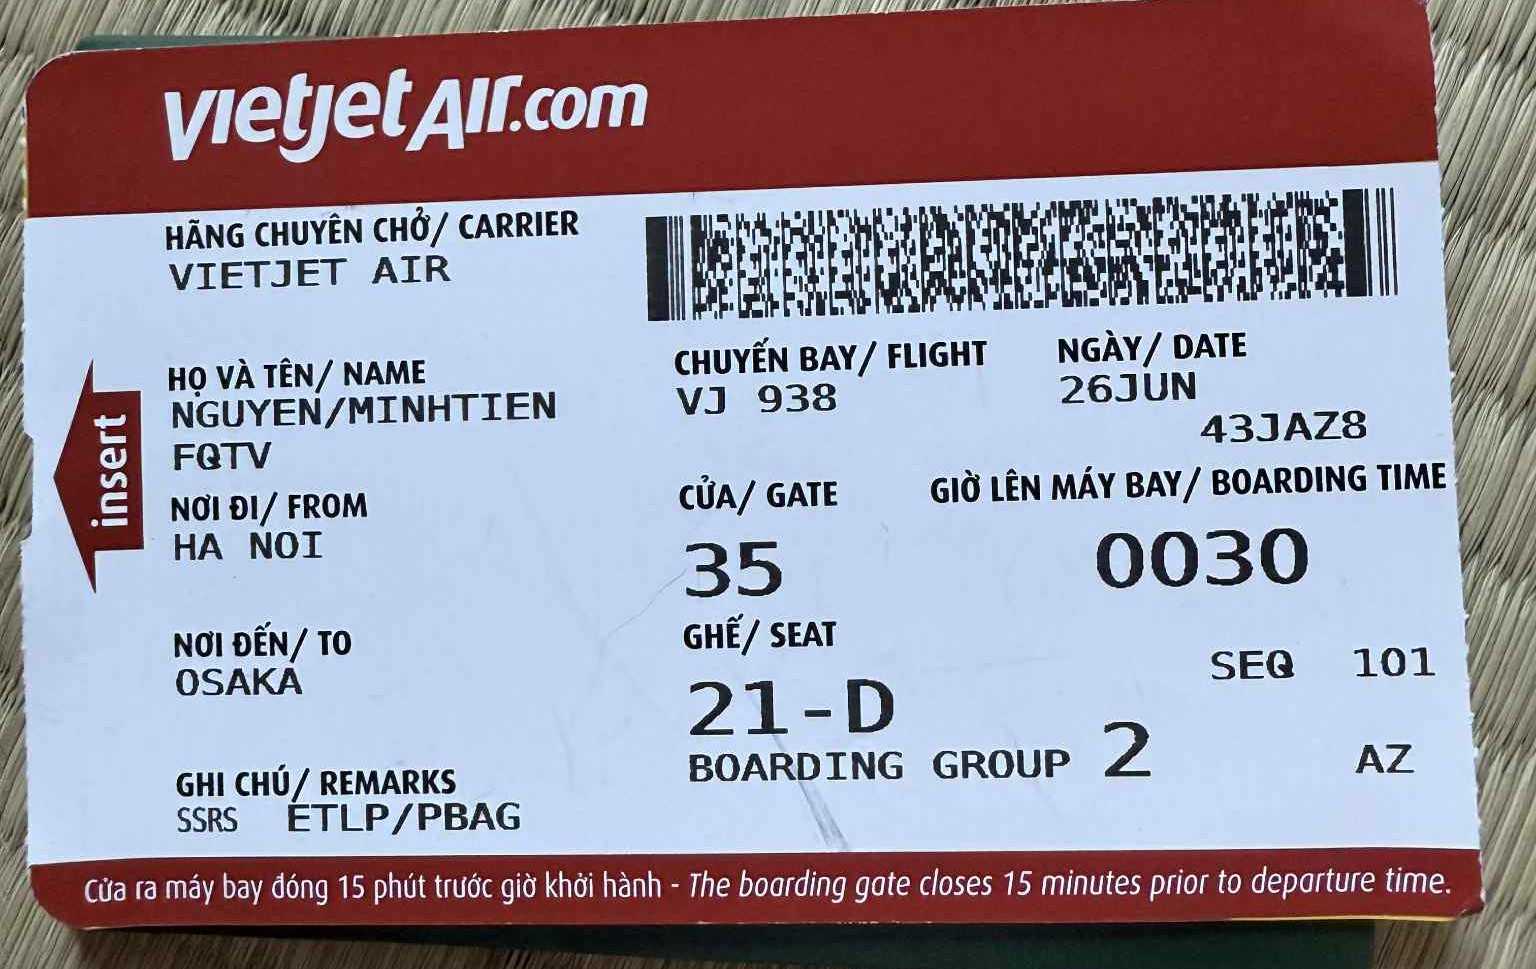 vietjetAir.com
HÃNG CHUYÊN CHỞ/ CARRIER
VIETJET AIR
HỌ VÀ TÊN/ NAME
NGUYEN/MINHTIEN
FQTV
CHUYẾN BAY/ FLIGHT
VJ 938
NGÀY/ DATE
26JUN
43JAZ8
insert
NƠI ĐI/ FROM
HA NOI
CỬA/ GATE
35
GIỜ LÊN MÁY BAY/ BOARDING TIME
0030
NƠI ĐẾN/ TO
OSAKA
GHẾ/ SEAT
21-D
SEQ 101
BOARDING GROUP 2
AZ
GHI CHÚ/ REMARKS
SSRS ETLP/PBAG
Cửa ra máy bay đóng 15 phút trước giờ khởi hành - The boarding gate closes 15 minutes prior to departure time.